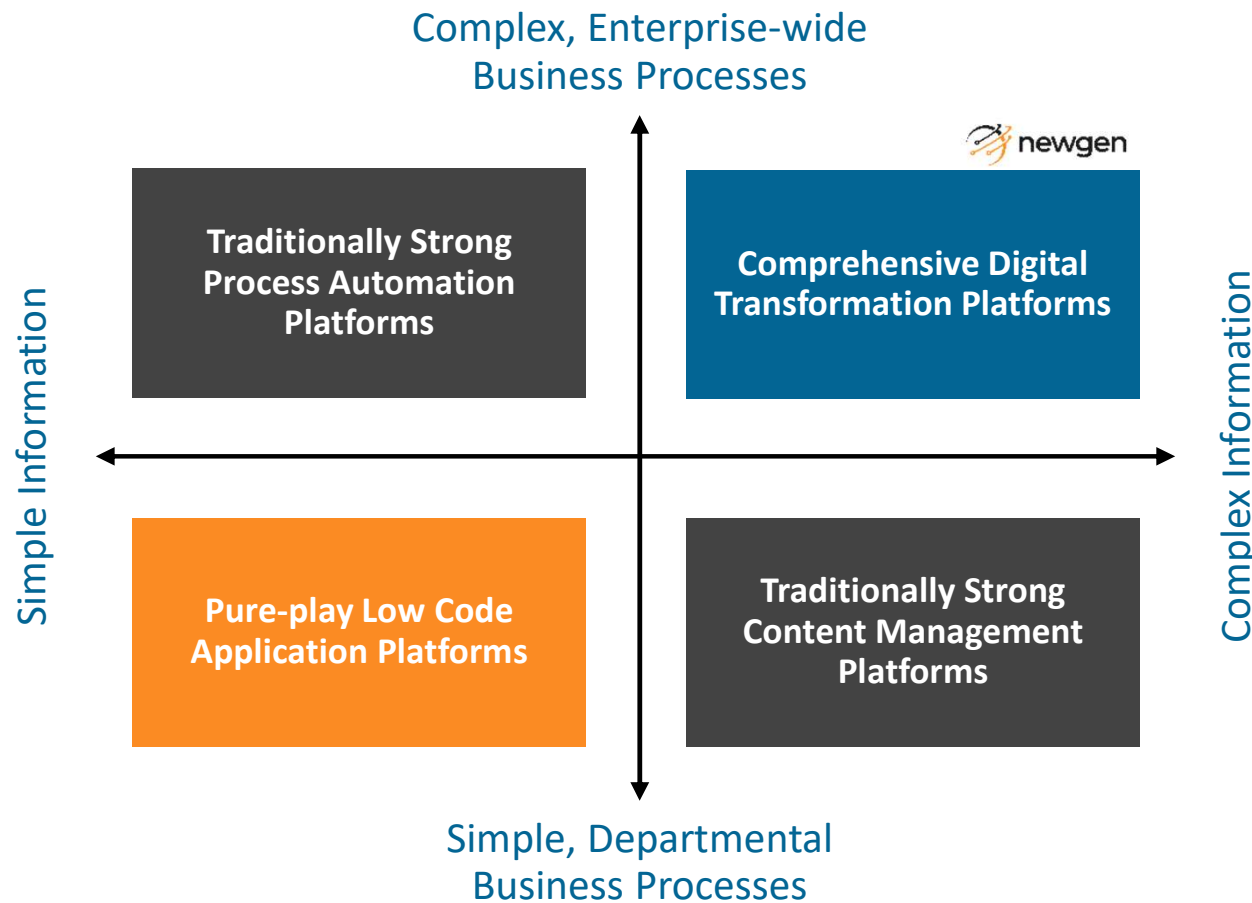 Complex, Enterprise-wide
Business Processes
newgen
Traditionally Strong
Process Automation
Platforms
Comprehensive Digital
Transformation Platforms
Simple Information
Complex Information
Pure-play Low Code
Application Platforms
Traditionally Strong
Content Management
Platforms
Simple, Departmental
Business Processes